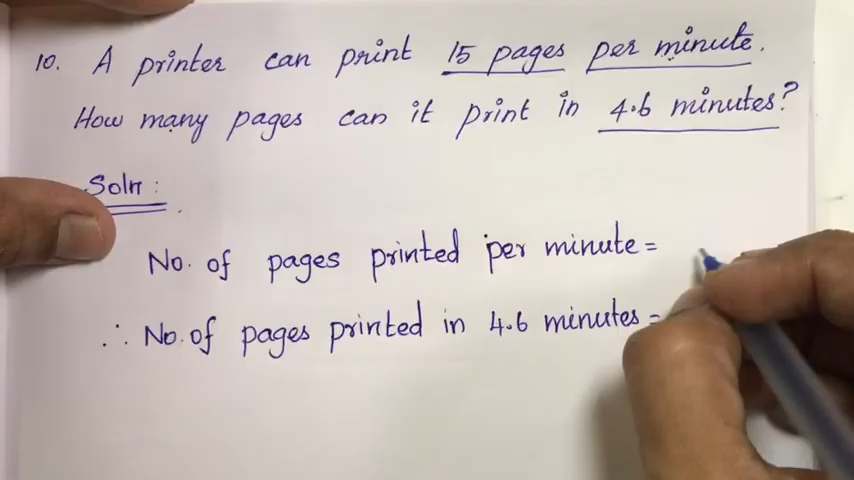 10. A printer can print 15 pages per minute.
How many pages can it print in 4.6 minutes?
Soln :
No. of pages printed per minute =
∴ No. of pages printed in 4.6 minutes =